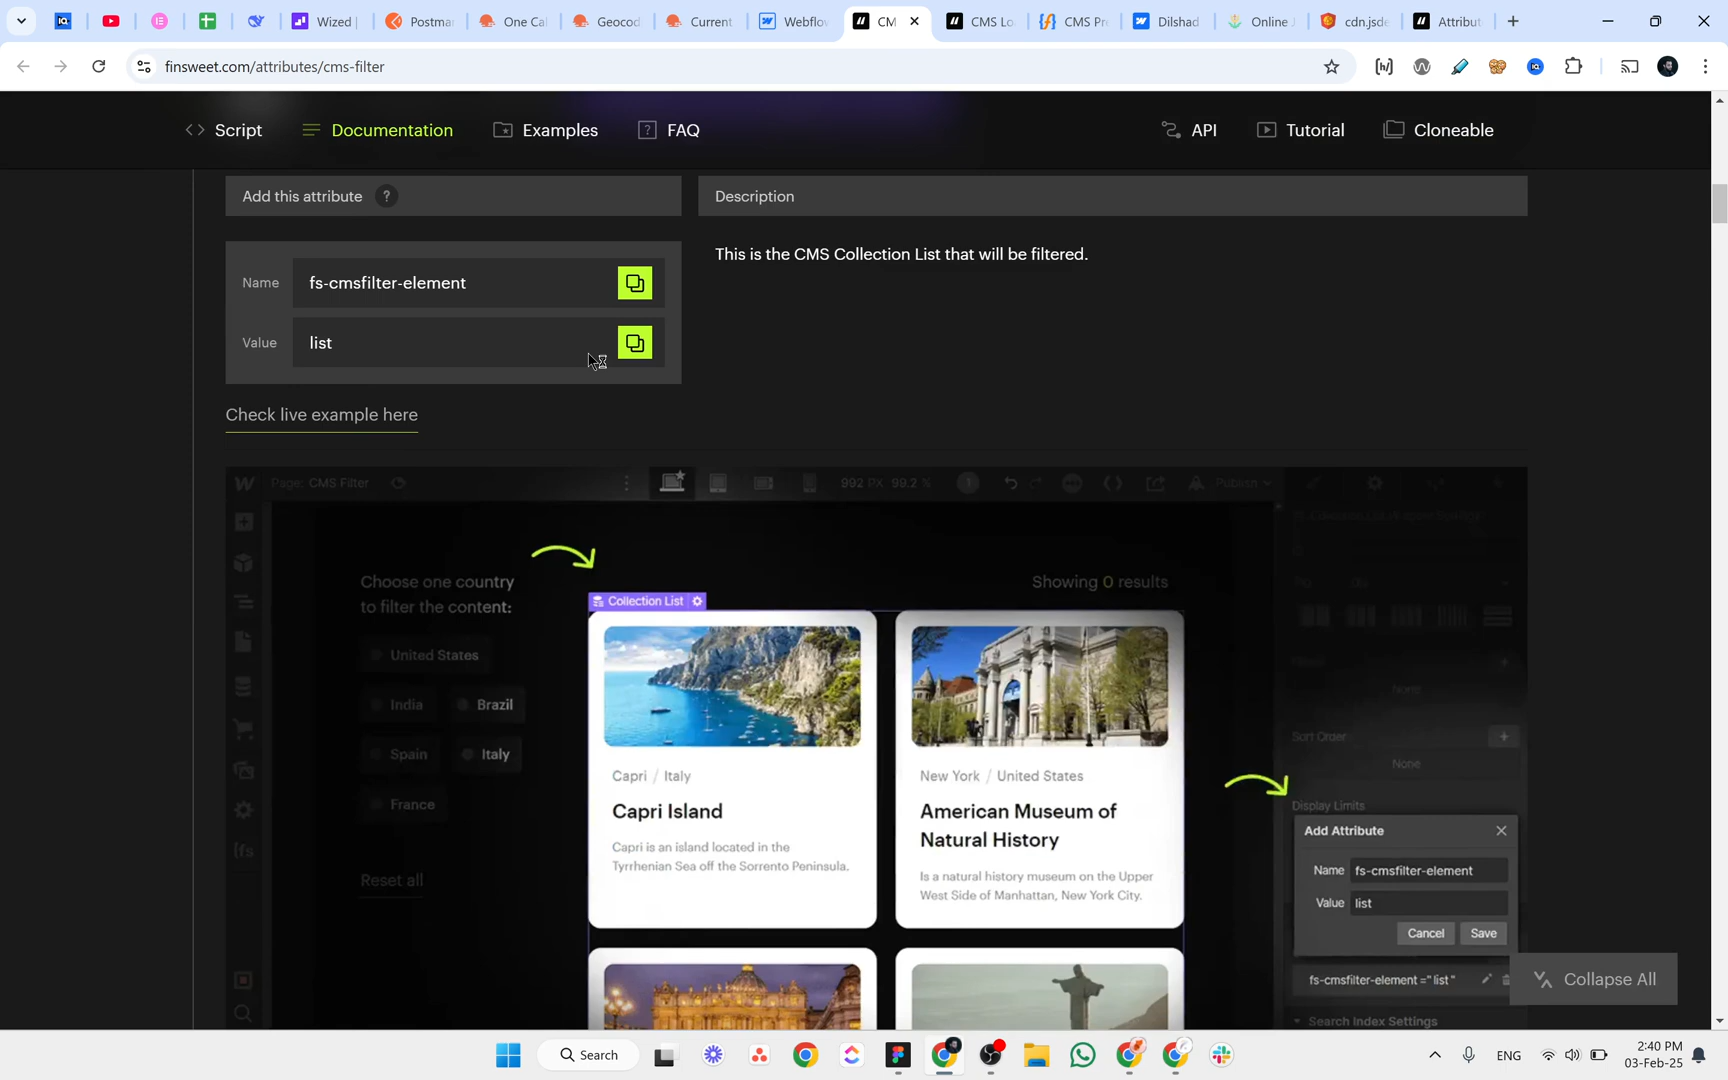 Wized |
Postma
One Ca
Geocod
Current
Webflow
CM
CMS Lo
CMS Pr
Dilshad
Online
cdn.jsde
Attribut
finsweet.com/attributes/cms-filter
Script
Documentation
Examples
FAQ
API
Tutorial
Cloneable
Add this attribute ?
Description
Name fs-cmsfilter-element
This is the CMS Collection List that will be filtered.
Value list
Check live example here
Page: CMS Filter
992 PX 99.2 %
Publish
Choose one country
to filter the content:
Showing 0 results
Collection List
United States
India
Brazil
Spain
Italy
France
Reset all
Capri / Italy
Capri Island
Capri is an island located in the
Tyrrhenian Sea off the Sorrento Peninsula.
New York / United States
American Museum of
Natural History
Is a natural history museum on the Upper
West Side of Manhattan, New York City.
None
Sort Order
None
Display Limits
Add Attribute
Name fs-cmsfilter-element
Value list
Cancel Save
fs-cmsfilter-element ="list"
Search Index Settings
Collapse All
Search
ENG
2:40 PM
03-Feb-25